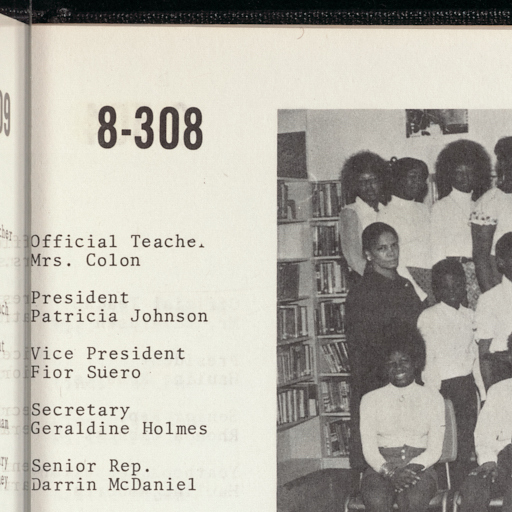 8-308
Official Teacher
Mrs. Colon
President
Patricia Johnson
Vice President
Fior Suero
Secretary
Geraldine Holmes
Senior Rep.
Darrin McDaniel